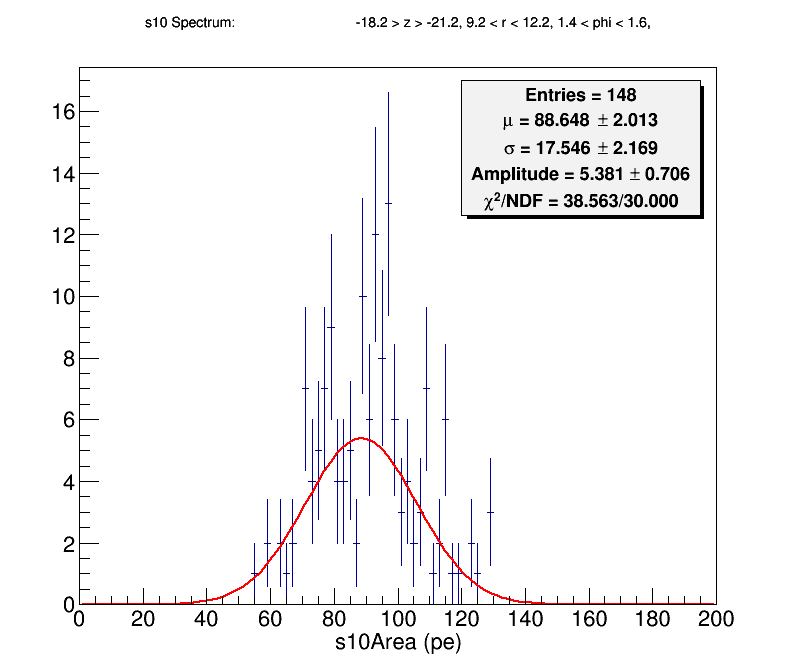 s10 Spectrum: -18.2 > z > -21.2, 9.2 < r < 12.2, 1.4 < phi < 1.6,
Entries = 148
μ = 88.648 ± 2.013
σ = 17.546 ± 2.169
Amplitude = 5.381 ± 0.706
χ²/NDF = 38.563/30.000
16
14
12
10
8
6
4
2
0
0 20 40 60 80 100 120 140 160 180 200
s10Area (pe)